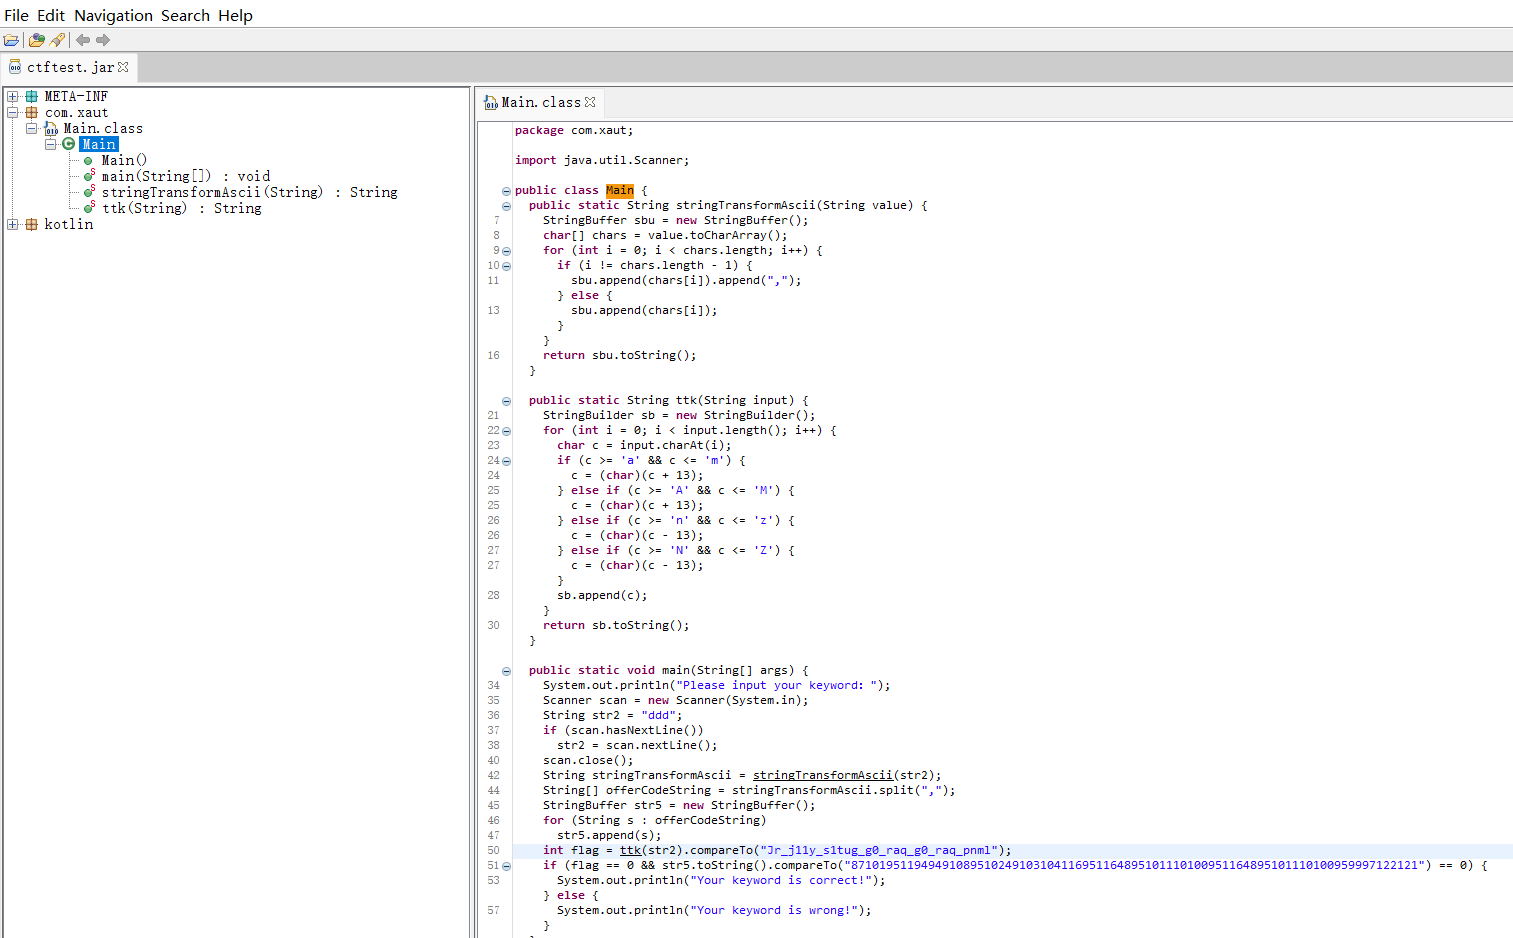 File Edit Navigation Search Help
ctftest.jar
META-INF
com.xaut
Main.class
Main
Main()
main(String[]) : void
stringTransformAscii(String) : String
ttk(String) : String
kotlin
Main.class
package com.xaut;
import java.util.Scanner;
public class Main {
public static String stringTransformAscii(String value) {
7 StringBuffer sbu = new StringBuffer();
8 char[] chars = value.toCharArray();
9 for (int i = 0; i < chars.length; i++) {
10 if (i != chars.length - 1) {
11 sbu.append(chars[i]).append(",");
} else {
13 sbu.append(chars[i]);
}
}
16 return sbu.toString();
}
public static String ttk(String input) {
21 StringBuilder sb = new StringBuilder();
22 for (int i = 0; i < input.length(); i++) {
23 char c = input.charAt(i);
24 if (c >= 'a' && c <= 'm') {
24 c = (char)(c + 13);
25 } else if (c >= 'A' && c <= 'M') {
25 c = (char)(c + 13);
26 } else if (c >= 'n' && c <= 'z') {
26 c = (char)(c - 13);
27 } else if (c >= 'N' && c <= 'Z') {
27 c = (char)(c - 13);
}
28 sb.append(c);
}
30 return sb.toString();
}
public static void main(String[] args) {
34 System.out.println("Please input your keyword: ");
35 Scanner scan = new Scanner(System.in);
36 String str2 = "ddd";
37 if (scan.hasNextLine())
38 str2 = scan.nextLine();
40 scan.close();
42 String stringTransformAscii = stringTransformAscii(str2);
44 String[] offerCodeString = stringTransformAscii.split(",");
45 StringBuffer str5 = new StringBuffer();
46 for (String s : offerCodeString)
47 str5.append(s);
50 int flag = ttk(str2).compareTo("Jr_j11y_s1tug_g0_raq_g0_raq_pnml");
51 if (flag == 0 && str5.toString().compareTo("871019511949491089510249103104116951164895101110100951164895101110100959997122121") == 0) {
53 System.out.println("Your keyword is correct!");
} else {
57 System.out.println("Your keyword is wrong!");
}